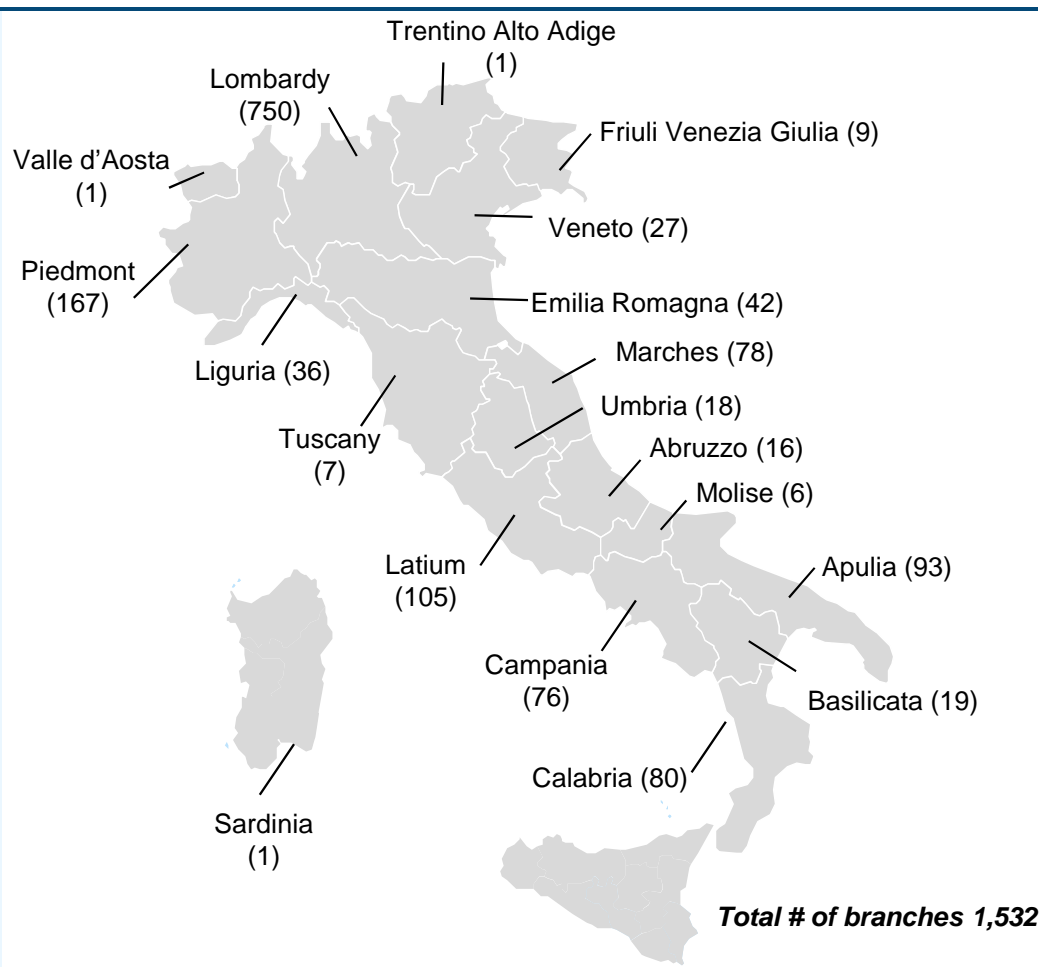 Trentino Alto Adige
(1)
Lombardy
(750)
Friuli Venezia Giulia (9)
Valle d'Aosta
(1)
Veneto (27)
Piedmont
(167)
Emilia Romagna (42)
Marches (78)
Liguria (36)
Umbria (18)
Tuscany
(7)
Abruzzo (16)
Molise (6)
Latium
(105)
Apulia (93)
Campania
(76)
Basilicata (19)
Calabria (80)
Sardinia
(1)
Total # of branches 1,532